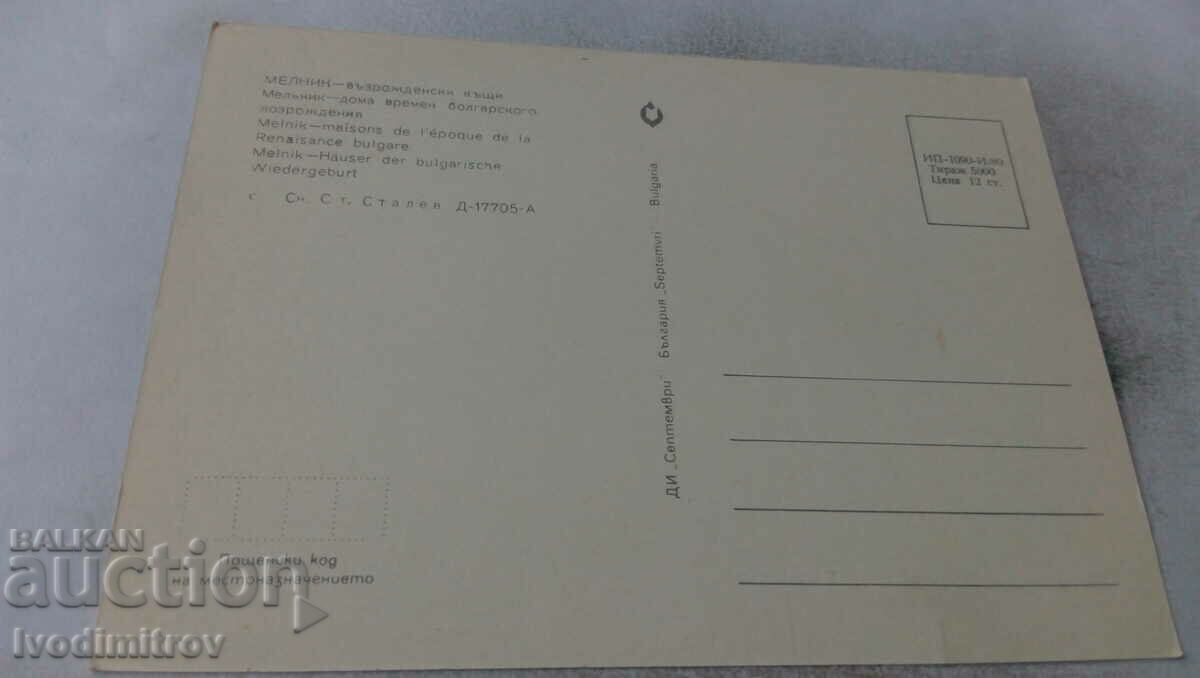 МЕЛНИК—възрожденски къщи
Мельник—дома времен болгарского
возрождения
Melnik—maisons de l'époque de la
Renaisance bulgare
Melnik—Häuser der bulgarische
Wiedergeburt
с Сн. Ст. Сталев Д-17705-А
ДИ „Септември" България „Septemvri" Bulgaria
Тираж 5000
Цена 12 ст.
Пощенски код
на местоназначението
BALKAN
auction
Ivodimitrov